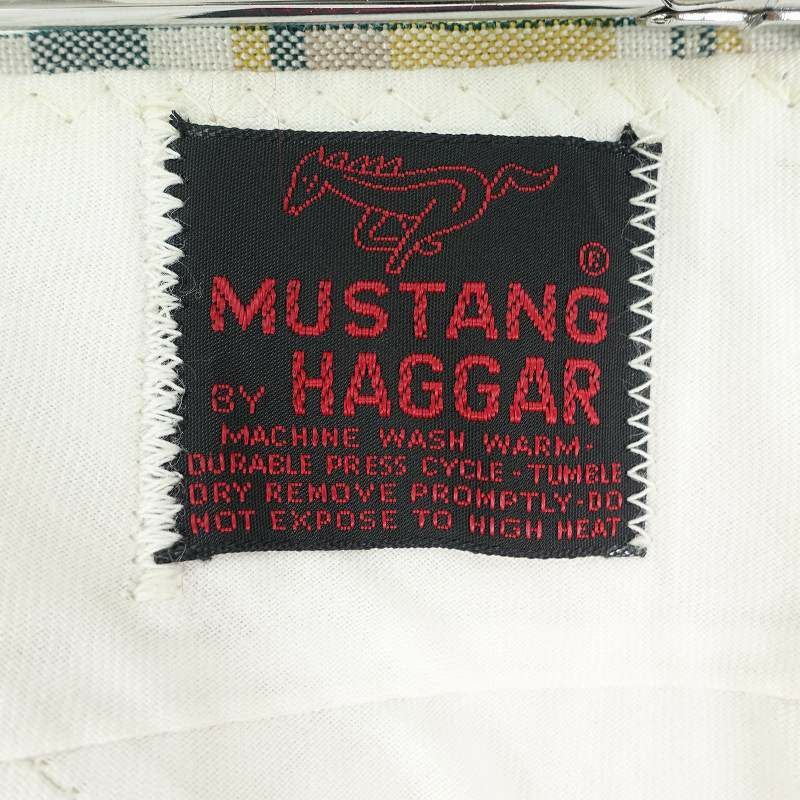 ®
MUSTANG
BY HAGGAR
MACHINE WASH WARM-
DURABLE PRESS CYCLE-TUMBLE
DRY REMOVE PROMPTLY-DO
NOT EXPOSE TO HIGH HEAT